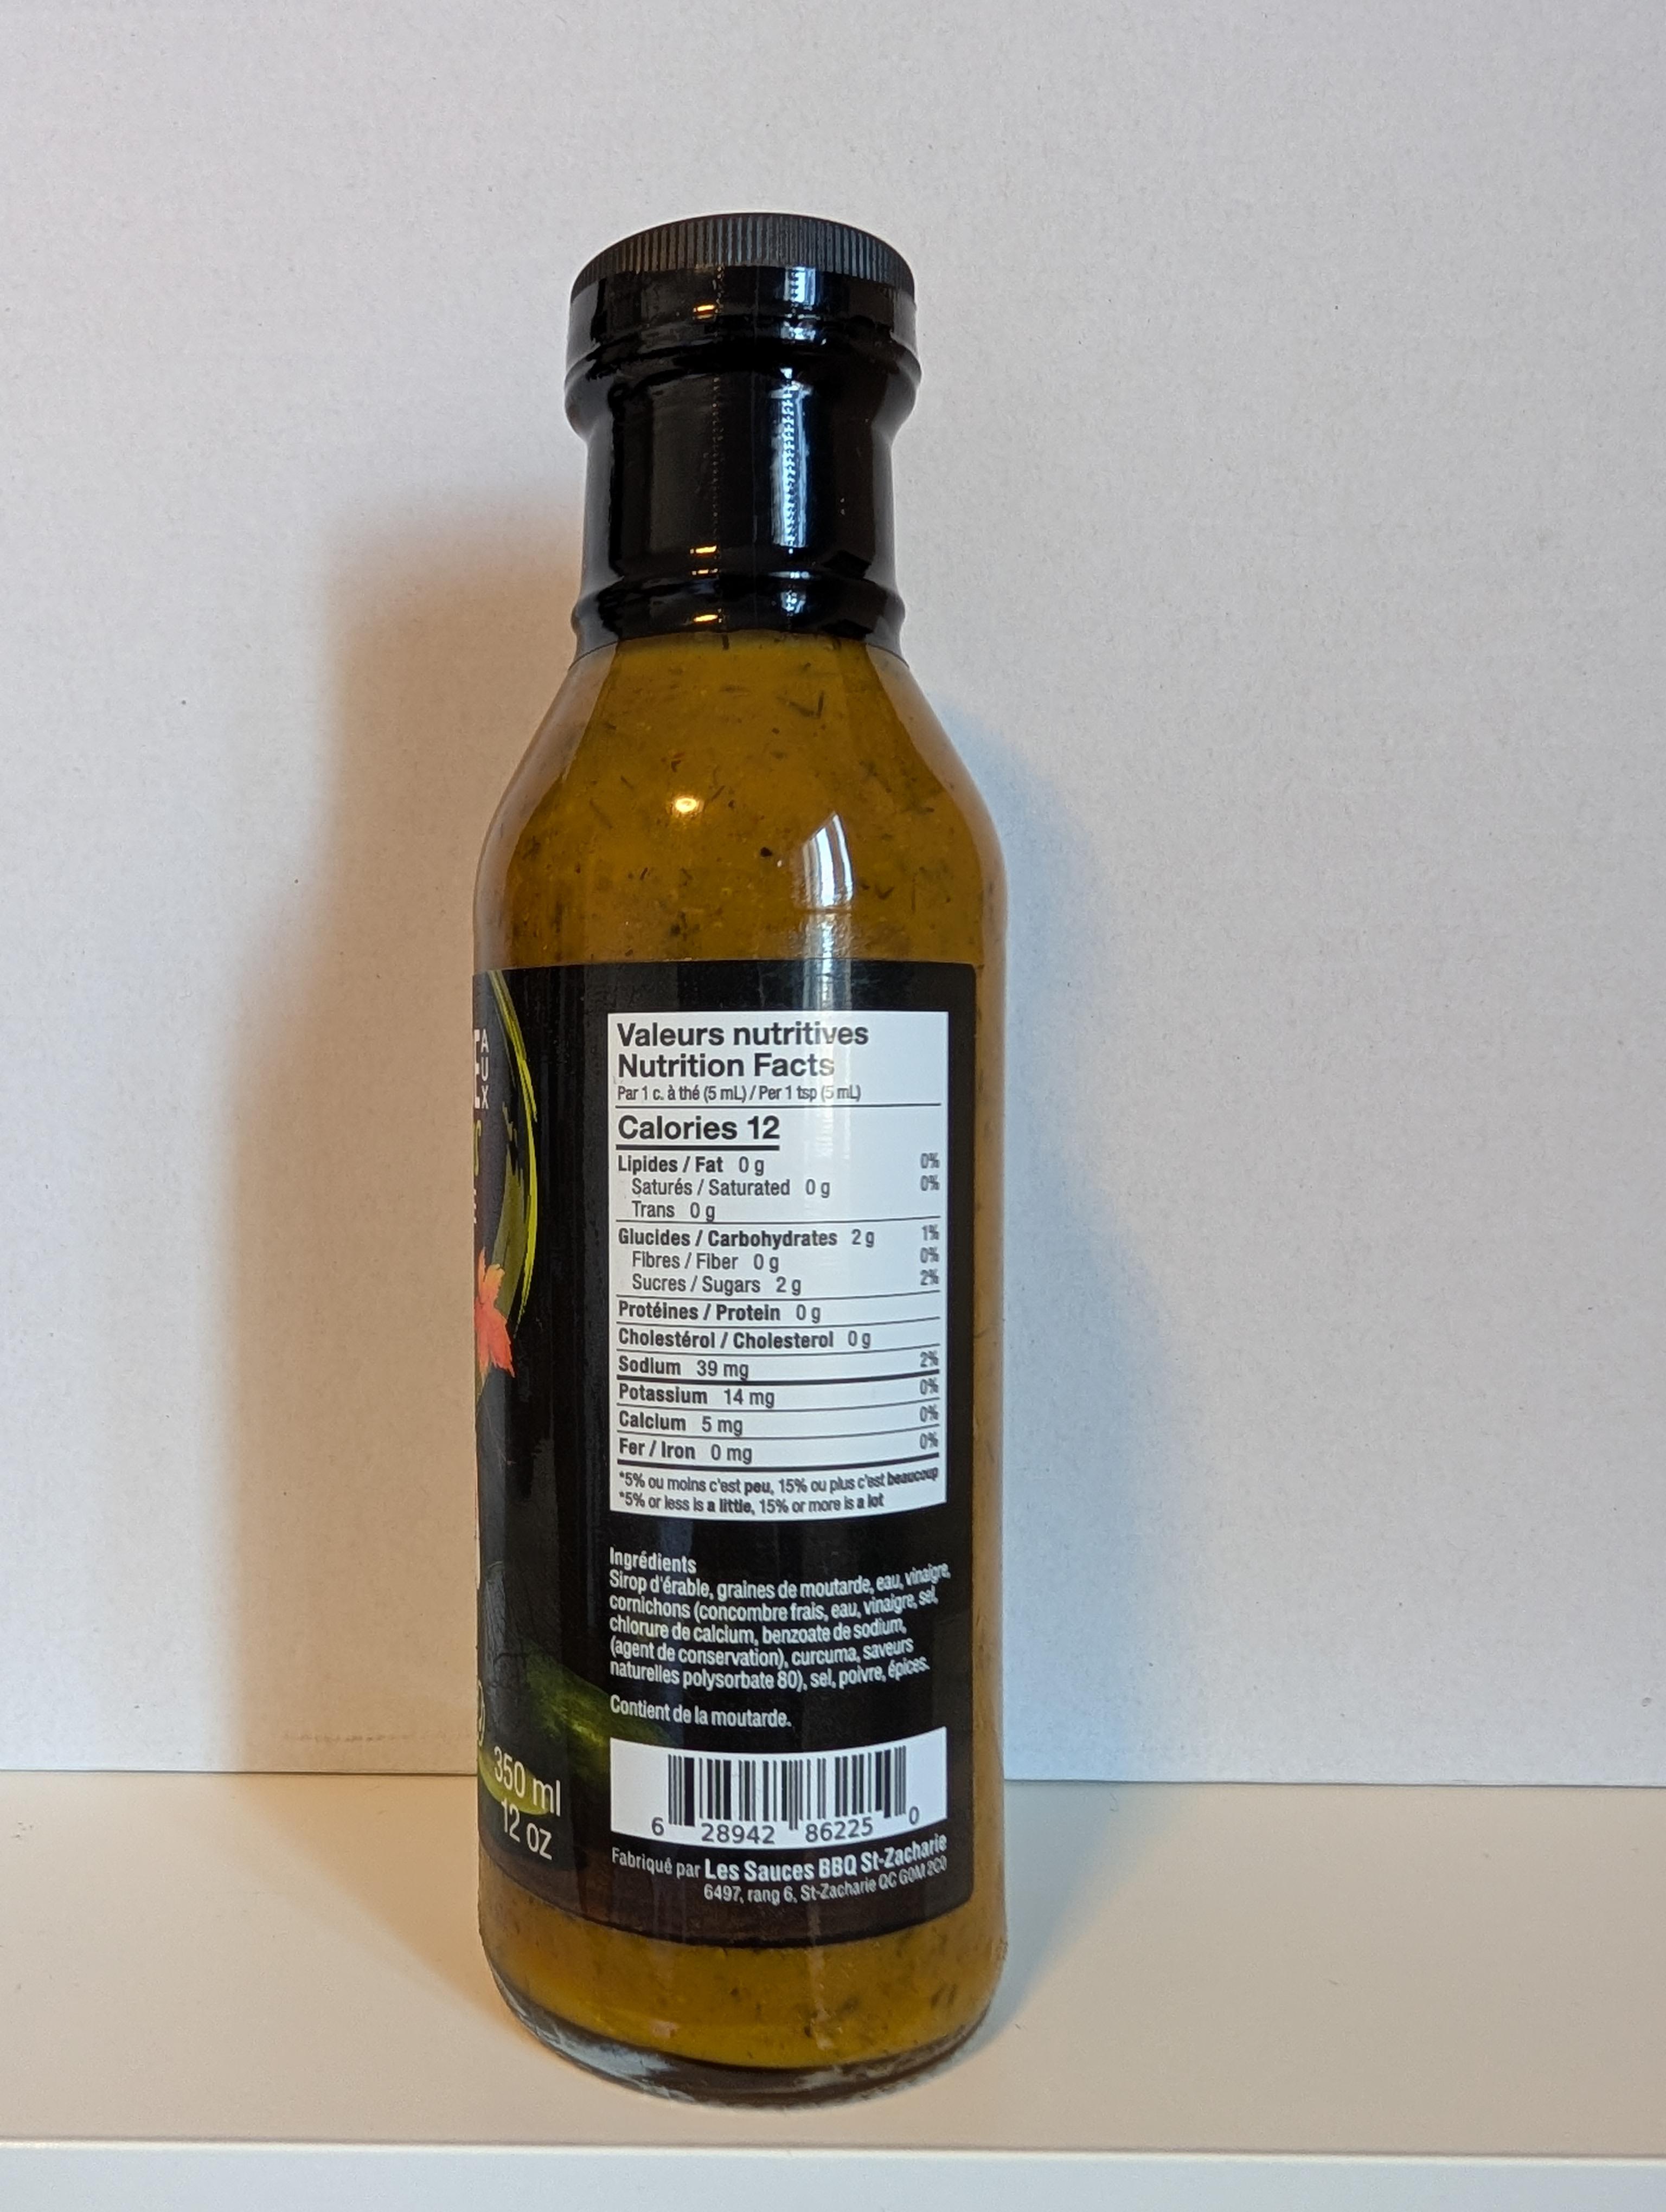 AUX
Valeurs nutritives
Nutrition Facts
Par 1 c. à thé (5 mL) / Per 1 tsp (5 mL)
Calories 12
Lipides / Fat 0 g 0%
Saturés / Saturated 0 g 0%
Trans 0 g
Glucides / Carbohydrates 2 g 1%
Fibres / Fiber 0 g 0%
Sucres / Sugars 2 g 2%
Protéines / Protein 0 g
Cholestérol / Cholesterol 0 g
Sodium 39 mg 2%
Potassium 14 mg 0%
Calcium 5 mg 0%
Fer / Iron 0 mg 0%
*5% ou moins c'est peu, 15% ou plus c'est beaucoup
*5% or less is a little, 15% or more is a lot
Ingrédients
Sirop d'érable, graines de moutarde, eau, vinaigre,
cornichons (concombre frais, eau, vinaigre, sel,
chlorure de calcium, benzoate de sodium,
(agent de conservation), curcuma, saveurs
naturelles polysorbate 80), sel, poivre, épices.
Contient de la moutarde.
350 ml
12 oz
6 28942 86225 0
Fabriqué par Les Sauces BBQ St-Zacharie
6497, rang 6, St-Zacharie QC G0M 2C0